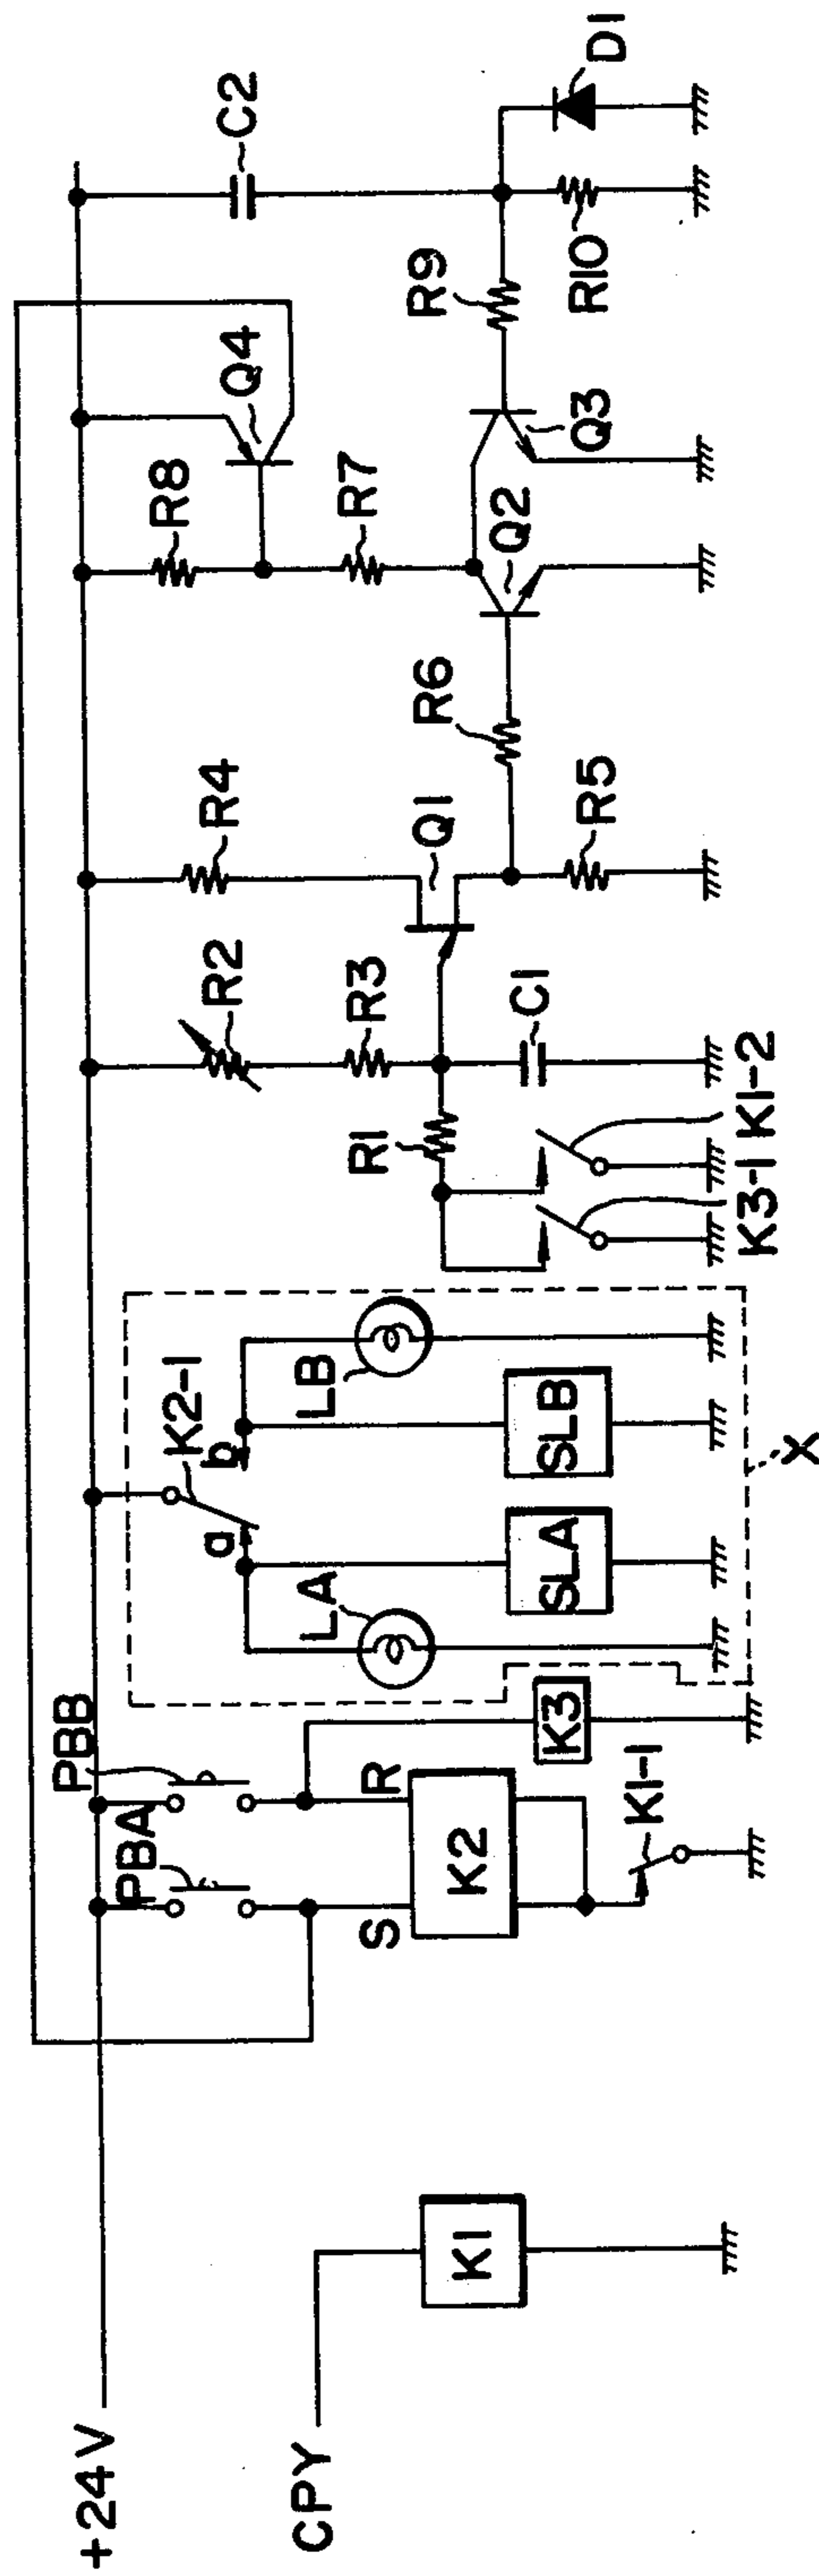 +24V
CPY
K1
PBA
PBB
S
R
K2
K3
K1-1
LA
a
K2-1
b
LB
SLA
SLB
X
R1
K3-1
K1-2
R2
R3
C1
R4
Q1
R5
R6
R8
R7
Q2
Q4
Q3
R9
C2
R10
D1